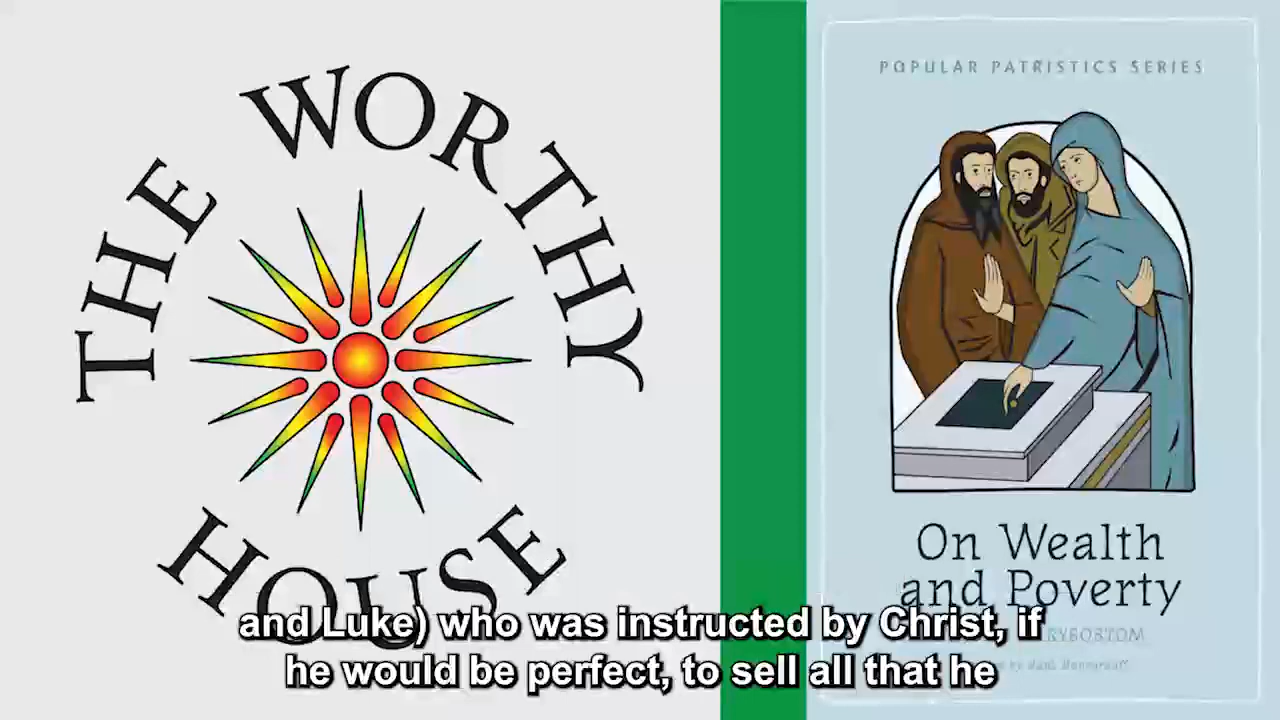 THE WORTHY
HOUSE
POPULAR PATRISTICS SERIES
On Wealth
and Poverty
and Luke) who was instructed by Christ, if
he would be perfect, to sell all that he